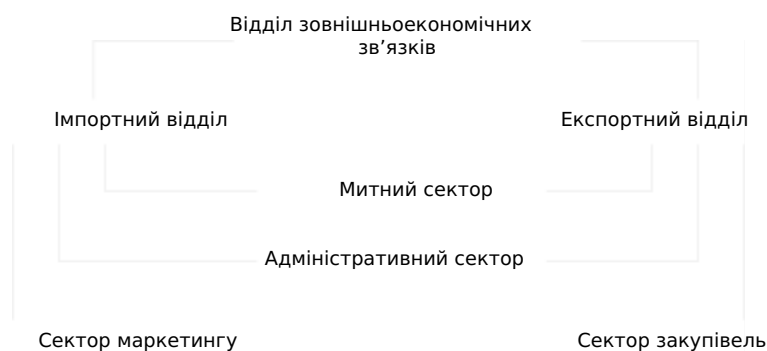 Відділ зовнішньоекономічних
зв’язків
Імпортний відділ
Експортний відділ
Митний сектор
Адміністративний сектор
Сектор маркетингу
Сектор закупівель